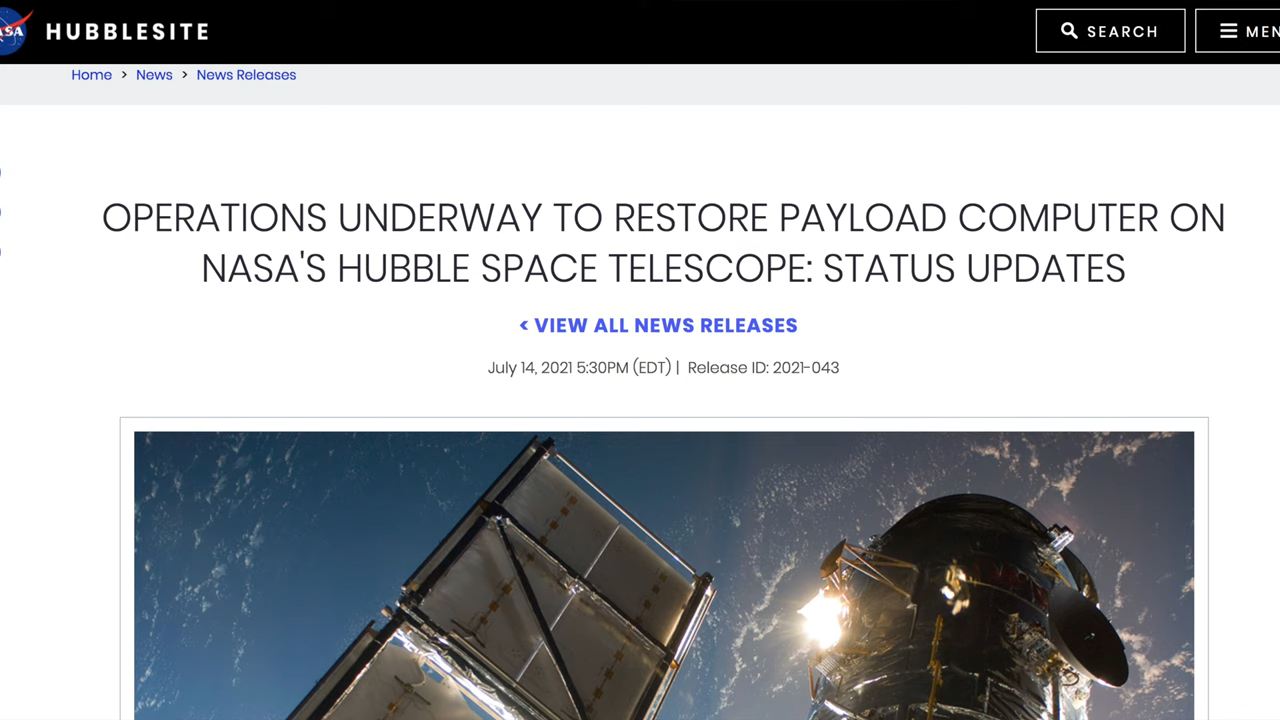 HUBBLESITE
SEARCH
Home > News > News Releases
OPERATIONS UNDERWAY TO RESTORE PAYLOAD COMPUTER ON
NASA'S HUBBLE SPACE TELESCOPE: STATUS UPDATES
< VIEW ALL NEWS RELEASES
July 14, 2021 5:30PM (EDT) | Release ID: 2021-043